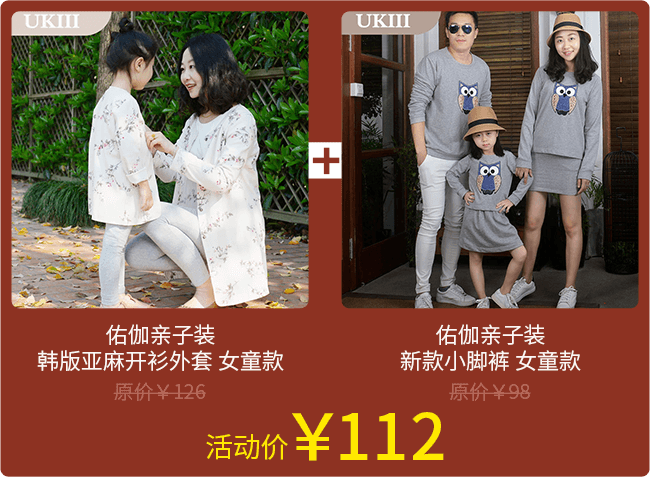 UKIII
UKIII
+
佑伽亲子装
韩版亚麻开衫外套 女童款
原价￥126
佑伽亲子装
新款小脚裤 女童款
原价￥98
活动价￥112